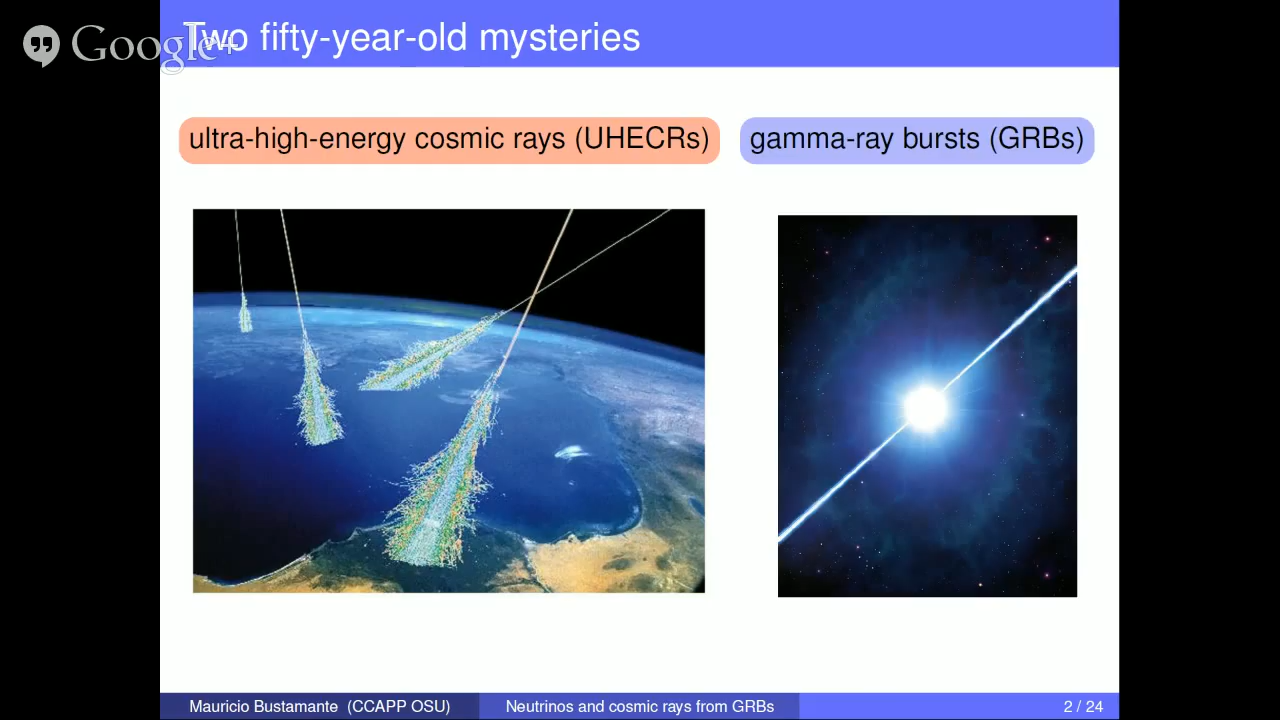 Google+
Two fifty-year-old mysteries
ultra-high-energy cosmic rays (UHECRs)
gamma-ray bursts (GRBs)
Mauricio Bustamante (CCAPP OSU)
Neutrinos and cosmic rays from GRBs
2 / 24